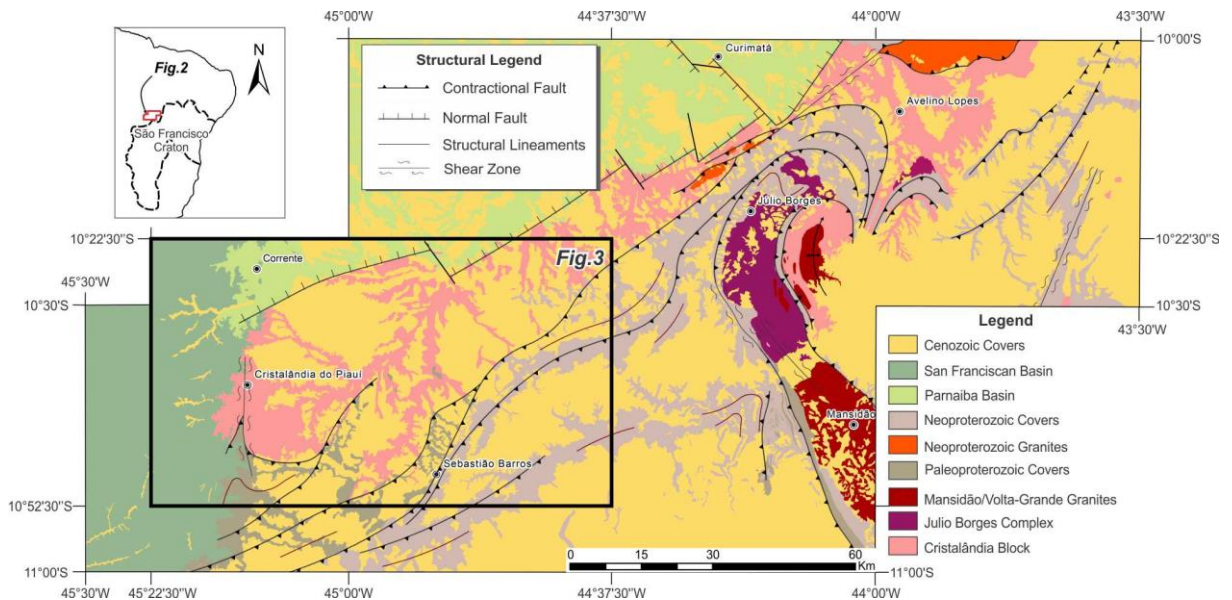 45°00'W
44°37,5'W
44°00'W
43°30'W
10°00'S
Fig.2
N
São Francisco
Craton
Structural Legend
Contractional Fault
Normal Fault
Structural Lineaments
Shear Zone
Curimatá
Avelino Lopes
Júlio Borges
10°22'30"S
10°22'30"S
Corrente
Fig.3
45°30'W
10°30'S
10°30'S
43°30'W
Legend
Cenozoic Covers
San Franciscan Basin
Parnaiba Basin
Neoproterozoic Covers
Neoproterozoic Granites
Paleoproterozoic Covers
Mansidão/Volta-Grande Granites
Julio Borges Complex
Cristalândia Block
Cristalândia do Piauí
Mansidão
Sebastião Barros
10°52'30"S
0 15 30 60
Km
11°00'S
11°00'S
45°30'W
45°22'30"W
44°00'W
44°37,5'W
44°00'W